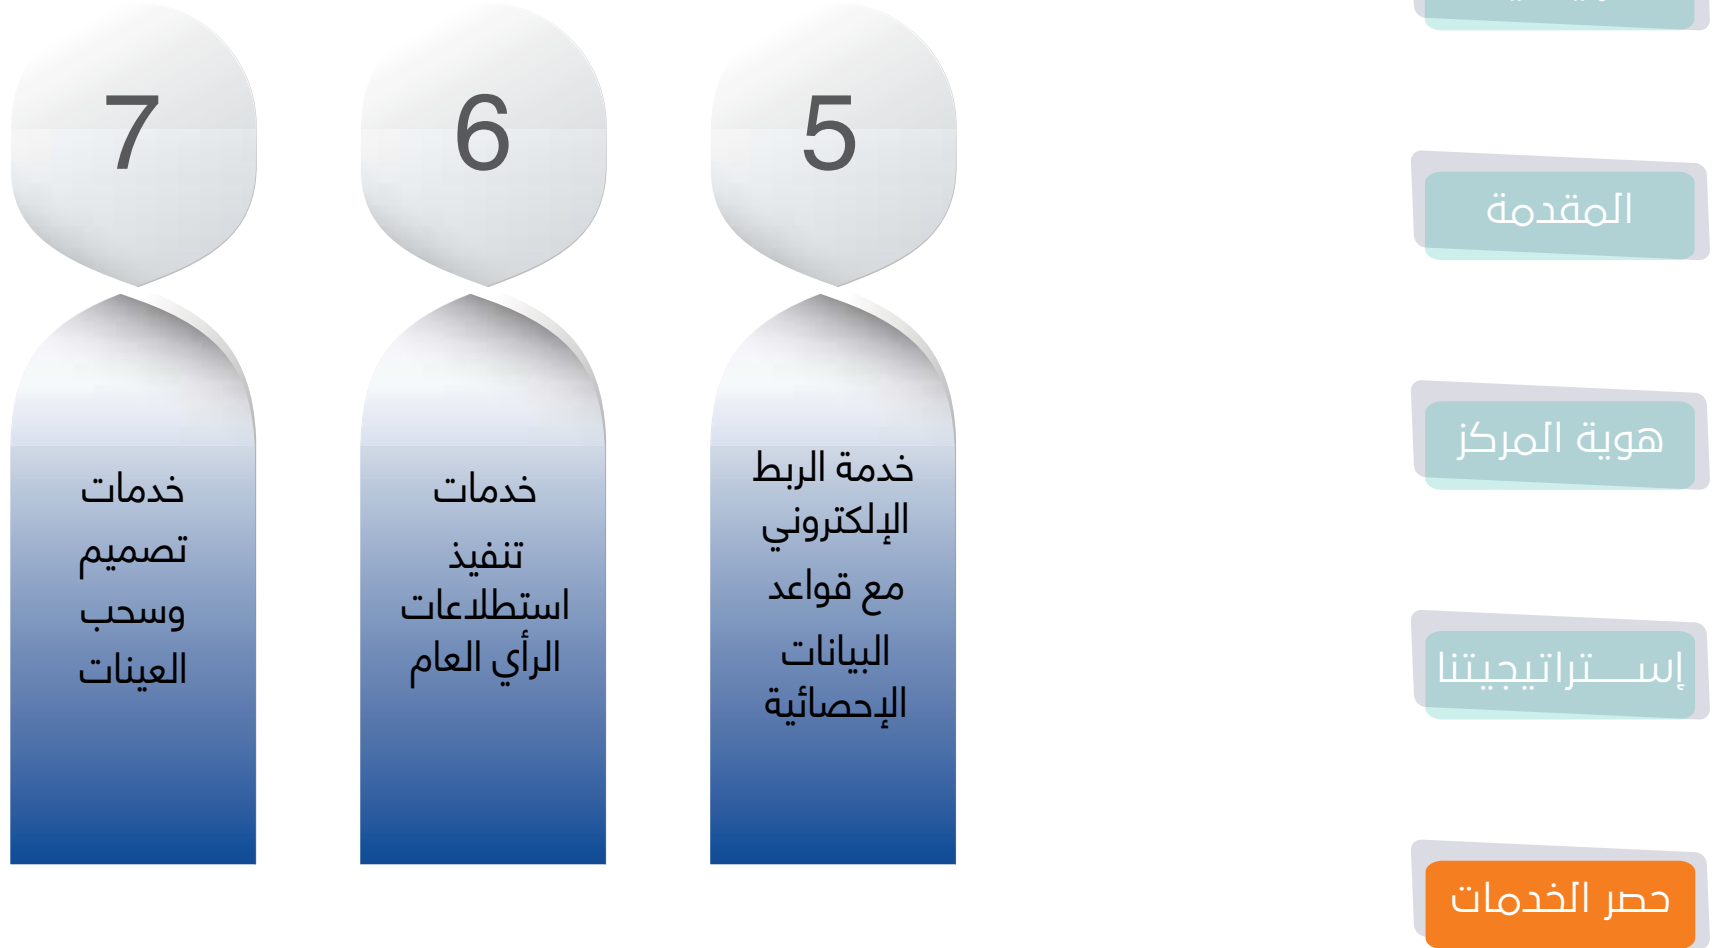 5
خدمة الربط
الإلكتروني
مع قواعد
البيانات
الإحصائية
6
خدمات
تنفيذ
استطلاعات
الرأي العام
7
خدمات
تصميم
وسحب
العينات
المقدمة
هوية المركز
إســــتراتيجيتنا
حصر الخدمات